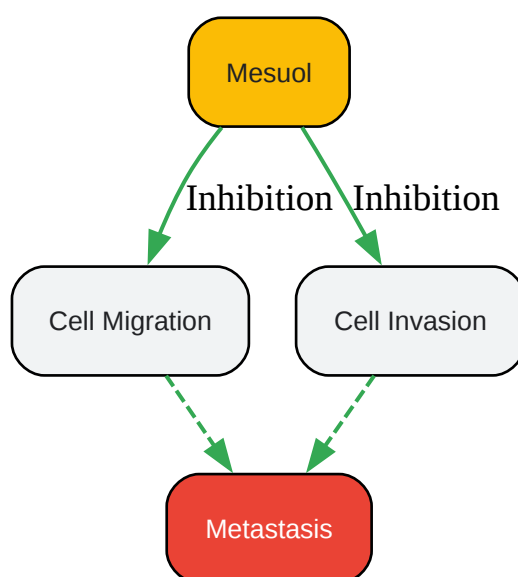 Mesuol
Inhibition Inhibition
Cell Migration
Cell Invasion
Metastasis